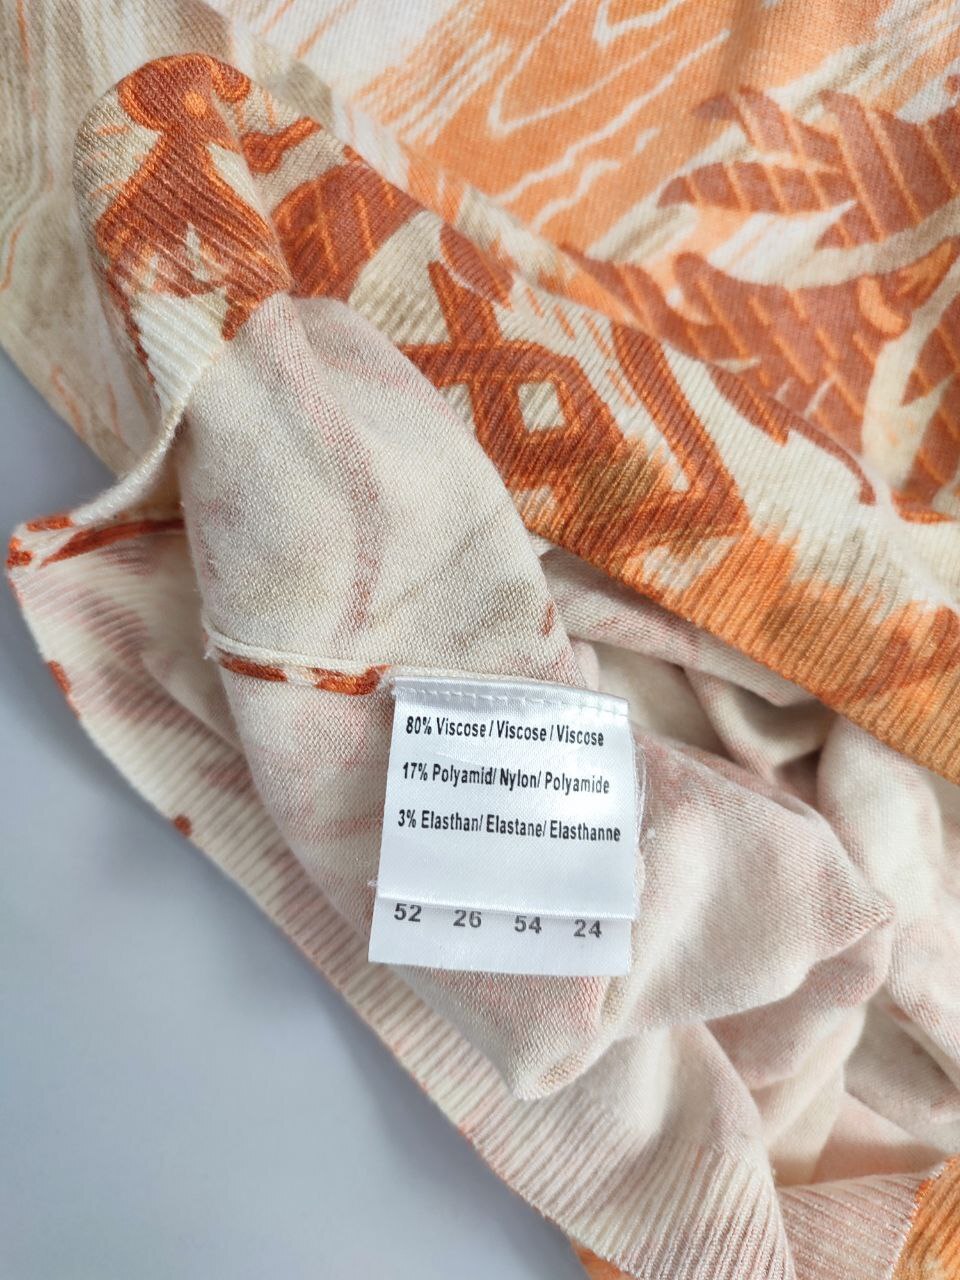 80% Viscose/ Viscose / Viscose
17% Polyamid/ Nylon/ Polyamide
3% Elasthan/ Elastane/ Elasthanne
52 26 54 24